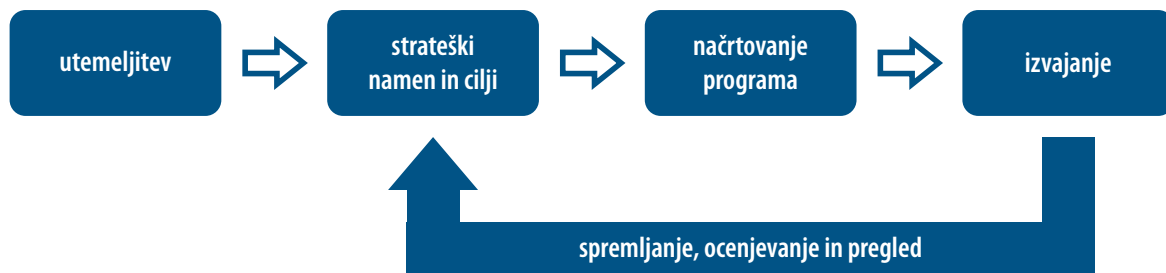 utemeljitev
strateški
namen in cilji
načrtovanje
programa
izvajanje
spremljanje, ocenjevanje in pregled